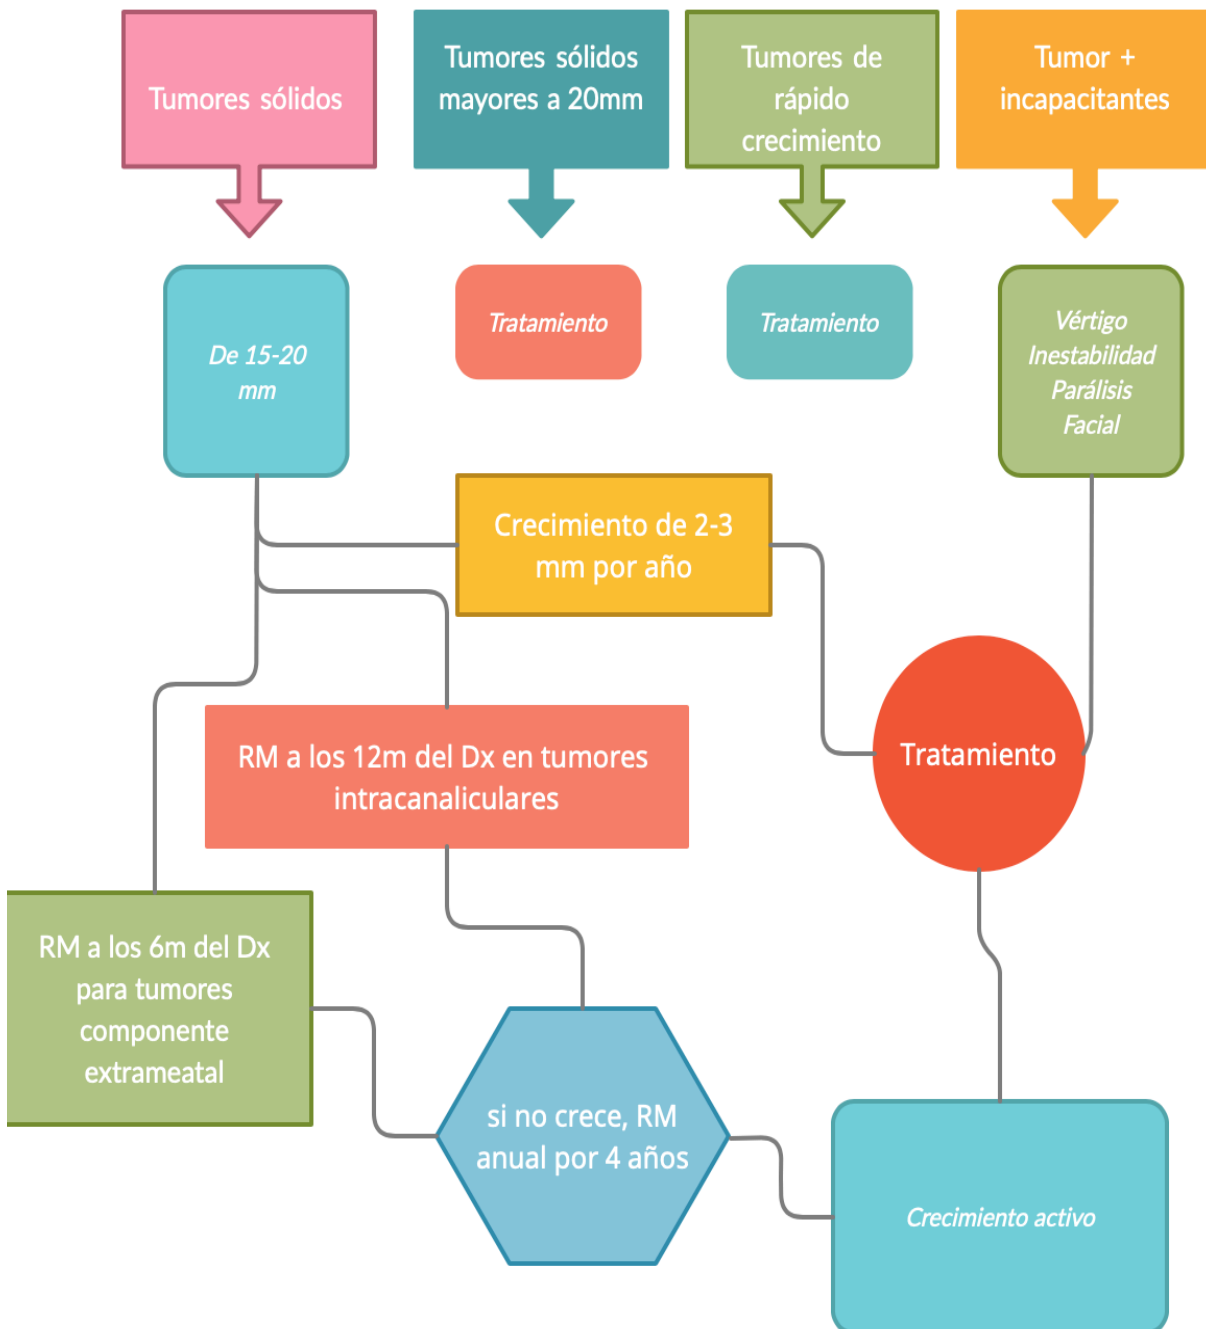 Tumores sólidos
Tumores sólidos
mayores a 20mm
Tumores de
rápido
crecimiento
Tumor +
incapacitantes
De 15-20
mm
Tratamiento
Tratamiento
Vértigo
Inestabilidad
Parálisis
Facial
Crecimiento de 2-3
mm por año
RM a los 12m del Dx en tumores
intracanaliculares
Tratamiento
RM a los 6m del Dx
para tumores
componente
extrameatal
si no crece, RM
anual por 4 años
Crecimiento activo